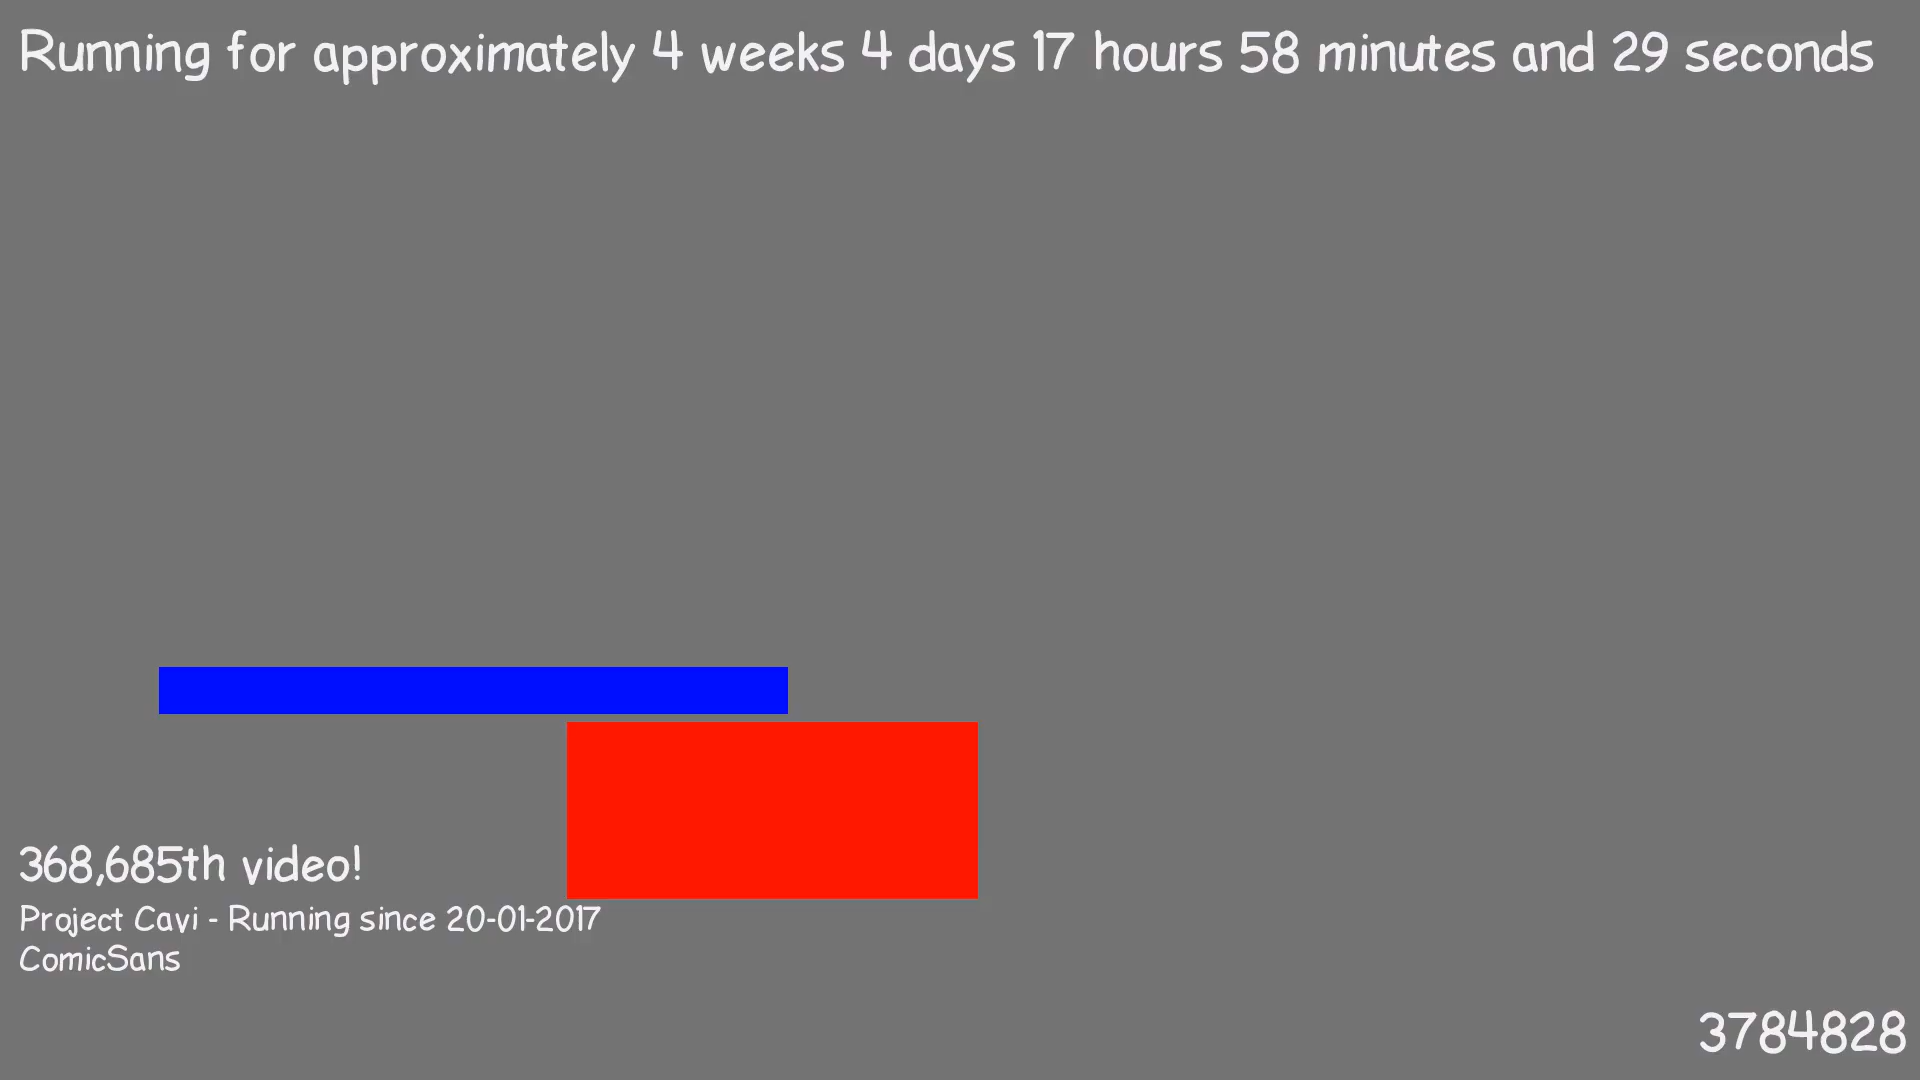 Running for approximately 4 weeks 4 days 17 hours 58 minutes and 29 seconds
368,685th video!
Project Cavi - Running since 20-01-2017
ComicSans
3784828